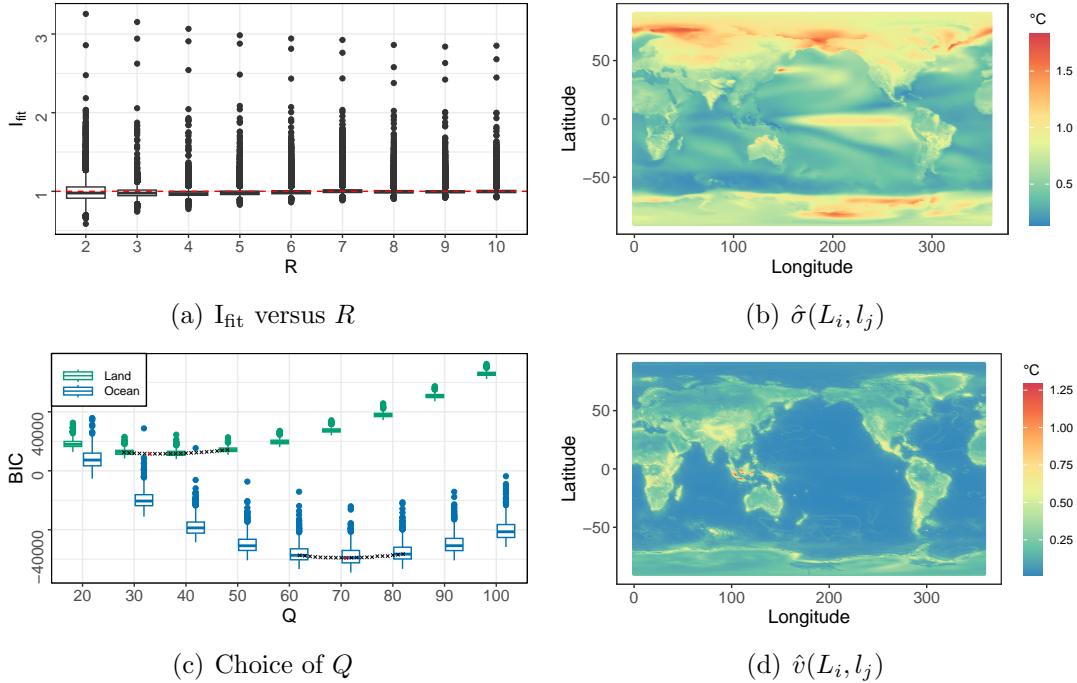 3
2
1
I_fit
2 3 4 5 6 7 8 9 10
R
(a) I_fit versus R
50
0
−50
Latitude
0 100 200 300
Longitude
°C
1.5
1.0
0.5
(b) σ̂(L_i, l_j)
Land
Ocean
40000
0
−40000
BIC
20 30 40 50 60 70 80 90 100
Q
(c) Choice of Q
50
0
−50
Latitude
0 100 200 300
Longitude
°C
1.25
1.00
0.75
0.50
0.25
(d) v̂(L_i, l_j)